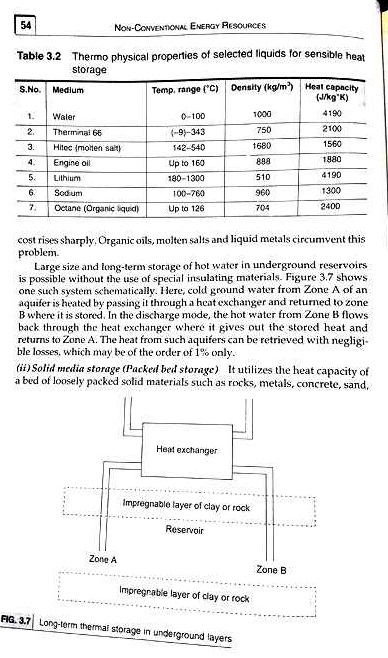 54
NON-CONVENTIONAL ENERGY RESOURCES
Table 3.2 Thermo physical properties of selected liquids for sensible heat
storage
S.No. Medium Temp. range (°C) Density (kg/m³) Heat capacity
(J/kg°K)
1. Water 0-100 1000 4190
2. Therminal 66 (-9)-343 750 2100
3. Hitec (molten salt) 142-540 1680 1560
4. Engine oil Up to 160 888 1880
5. Lithium 180-1300 510 4190
6. Sodium 100-760 960 1300
7. Octane (Organic liquid) Up to 126 704 2400
cost rises sharply. Organic oils, molten salts and liquid metals circumvent this
problem.
Large size and long-term storage of hot water in underground reservoirs
is possible without the use of special insulating materials. Figure 3.7 shows
one such system schematically. Here, cold ground water from Zone A of an
aquifer is heated by passing it through a heat exchanger and returned to zone
B where it is stored. In the discharge mode, the hot water from Zone B flows
back through the heat exchanger where it gives out the stored heat and
returns to Zone A. The heat from such aquifers can be retrieved with negligi-
ble losses, which may be of the order of 1% only.
(ii) Solid media storage (Packed bed storage) It utilizes the heat capacity of
a bed of loosely packed solid materials such as rocks, metals, concrete, sand,
Heat exchanger
Impregnable layer of clay or rock
Reservoir
Zone A
Zone B
Impregnable layer of clay or rock
FIG. 3.7 Long-term thermal storage in underground layers